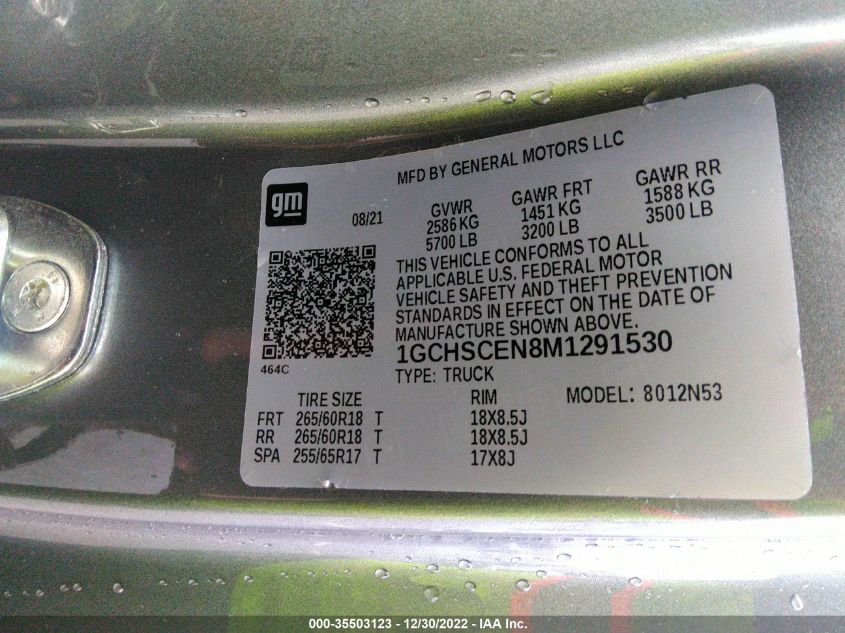 MFD BY GENERAL MOTORS LLC
gm
08/21
GVWR
2586 KG
5700 LB
GAWR FRT
1451 KG
3200 LB
GAWR RR
1588 KG
3500 LB
THIS VEHICLE CONFORMS TO ALL
APPLICABLE U.S. FEDERAL MOTOR
VEHICLE SAFETY AND THEFT PREVENTION
STANDARDS IN EFFECT ON THE DATE OF
MANUFACTURE SHOWN ABOVE.
1GCHSCEN8M1291530
464C
TYPE: TRUCK
MODEL: 8012N53
TIRE SIZE RIM
FRT 265/60R18 T 18X8.5J
RR 265/60R18 T 18X8.5J
SPA 255/65R17 T 17X8J
000-35503123 - 12/30/2022 - IAA Inc.